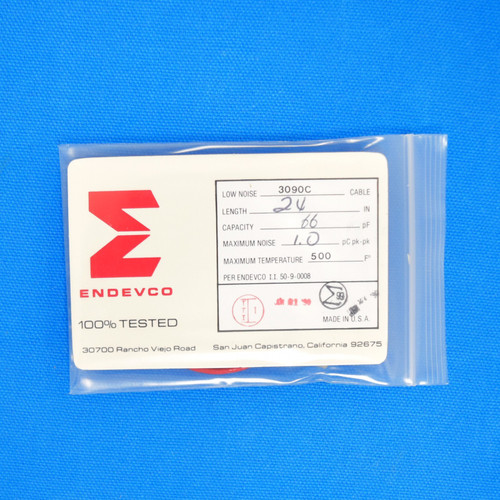 ENDEVCO
100% TESTED
LOW NOISE 3090C CABLE
LENGTH 24 IN
CAPACITY 66 pF
MAXIMUM NOISE 1.0 pC pk-pk
MAXIMUM TEMPERATURE 500 F°
PER ENDEVCO II. 50-9-0008
MADE IN U.S.A.
30700 Rancho Viejo Road San Juan Capistrano, California 92675